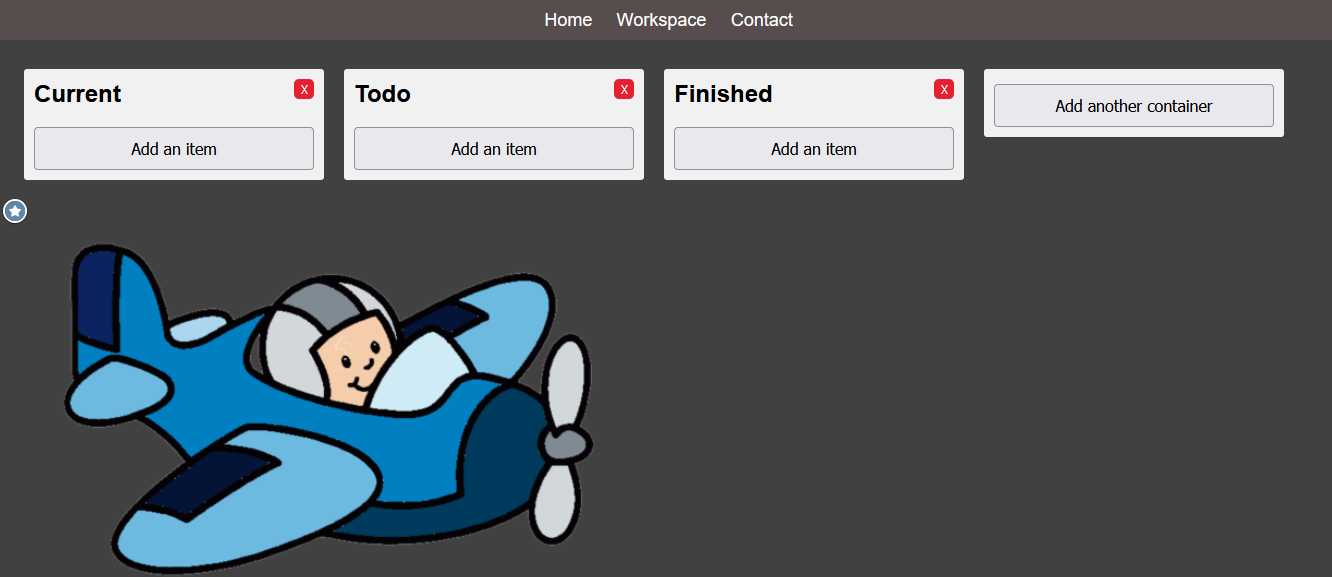 Home Workspace Contact
Current X Todo X Finished X
Add another container
Add an item Add an item Add an item